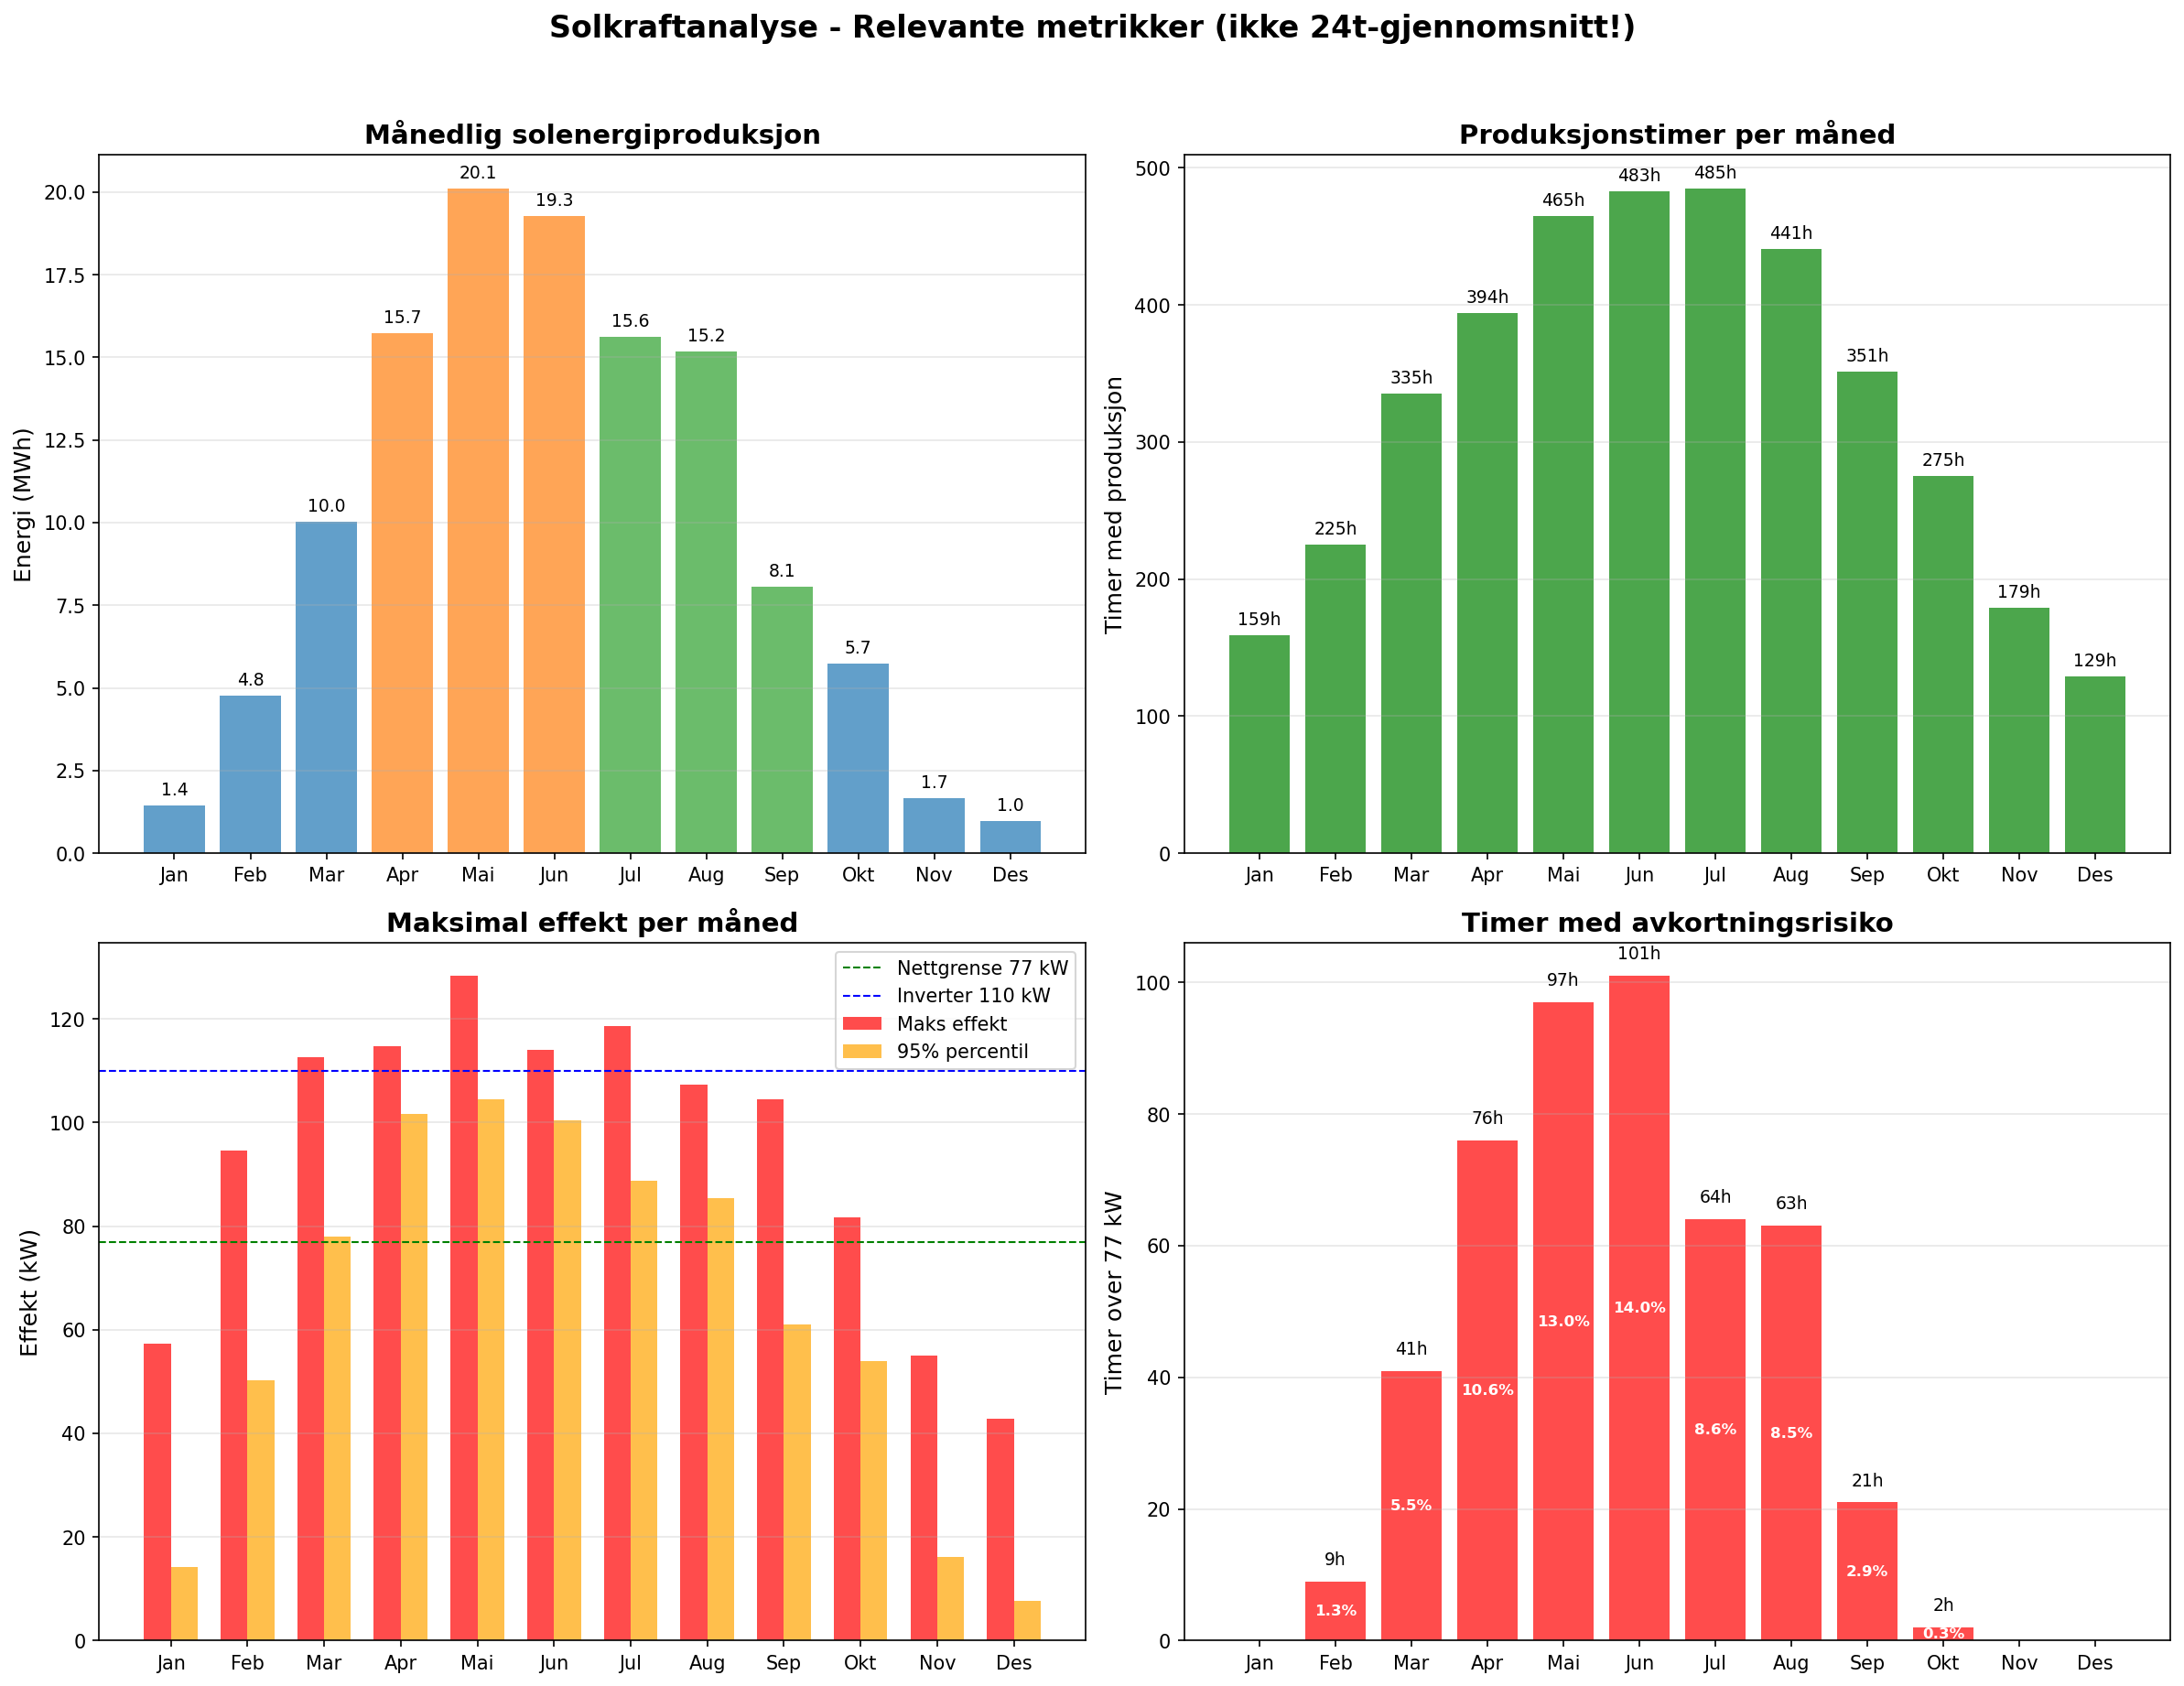 Solkraftanalyse - Relevante metrikker (ikke 24t-gjennomsnitt!)
Månedlig solenergiproduksjon
Energi (MWh)
20.0
17.5
15.0
12.5
10.0
7.5
5.0
2.5
0.0
1.4
4.8
10.0
15.7
20.1
19.3
15.6
15.2
8.1
5.7
1.7
1.0
Jan Feb Mar Apr Mai Jun Jul Aug Sep Okt Nov Des
Produksjonstimer per måned
Timer med produksjon
500
400
300
200
100
0
159h
225h
335h
394h
465h
483h
485h
441h
351h
275h
179h
129h
Jan Feb Mar Apr Mai Jun Jul Aug Sep Okt Nov Des
Maksimal effekt per måned
Effekt (kW)
120
100
80
60
40
20
0
Nettgrense 77 kW
Inverter 110 kW
Maks effekt
95% percentil
Jan Feb Mar Apr Mai Jun Jul Aug Sep Okt Nov Des
Timer med avkortningsrisiko
Timer over 77 kW
100
80
60
40
20
0
9h
1.3%
41h
5.5%
76h
10.6%
97h
13.0%
101h
14.0%
64h
8.6%
63h
8.5%
21h
2.9%
2h
0.3%
Jan Feb Mar Apr Mai Jun Jul Aug Sep Okt Nov Des